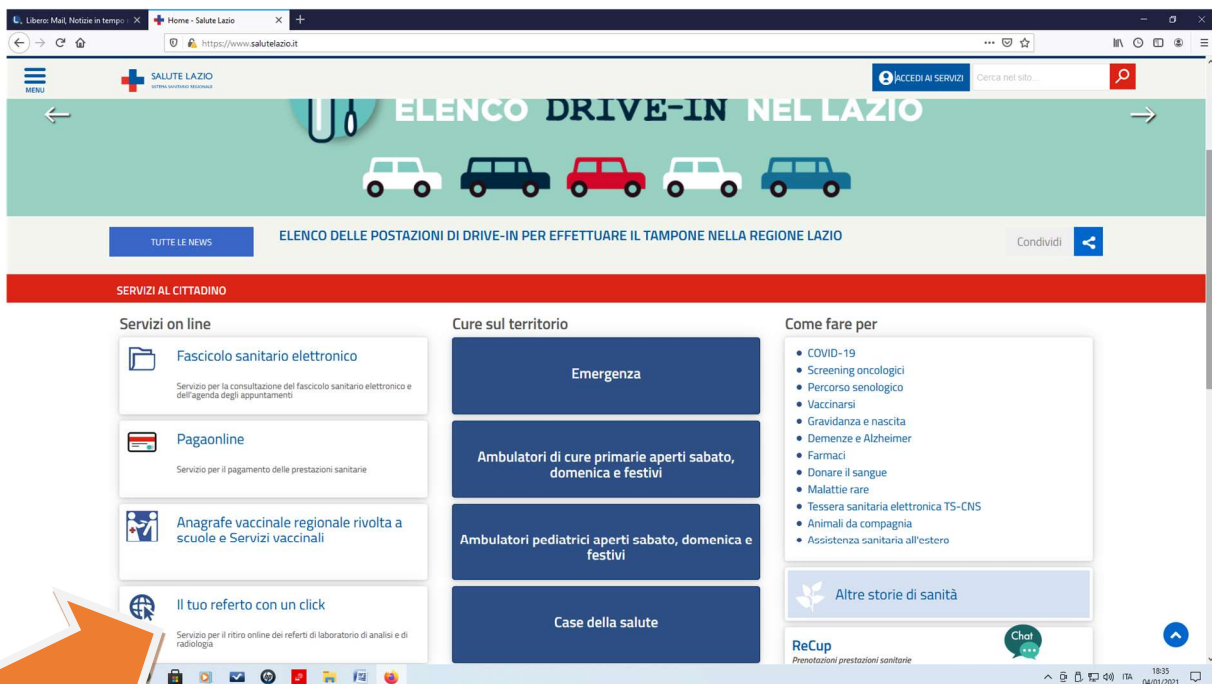 Libero: Mail, Notizie in tempo r
Home - Salute Lazio
https://www.salutelazio.it
MENU
SALUTE LAZIO
SISTEMA SANITARIO REGIONALE
ACCEDI AI SERVIZI
Cerca nel sito...
ELENCO DRIVE-IN NEL LAZIO
TUTTE LE NEWS
ELENCO DELLE POSTAZIONI DI DRIVE-IN PER EFFETTUARE IL TAMPONE NELLA REGIONE LAZIO
Condividi
SERVIZI AL CITTADINO
Servizi on line
Fascicolo sanitario elettronico
Servizio per la consultazione del fascicolo sanitario elettronico e
dell'agenda degli appuntamenti
Pagaonline
Servizio per il pagamento delle prestazioni sanitarie
Anagrafe vaccinale regionale rivolta a
scuole e Servizi vaccinali
Il tuo referto con un click
Servizio per il ritiro online dei referti di laboratorio di analisi e di
radiologia
Cure sul territorio
Emergenza
Ambulatori di cure primarie aperti sabato,
domenica e festivi
Ambulatori pediatrici aperti sabato, domenica e
festivi
Case della salute
Come fare per
COVID-19
Screening oncologici
Percorso senologico
Vaccinarsi
Gravidanza e nascita
Demenze e Alzheimer
Farmaci
Donare il sangue
Malattie rare
Tessera sanitaria elettronica TS-CNS
Animali da compagnia
Assistenza sanitaria all'estero
Altre storie di sanità
ReCup
Prenotazioni prestazioni sanitarie
Chat
ITA
18:35
04/01/2021